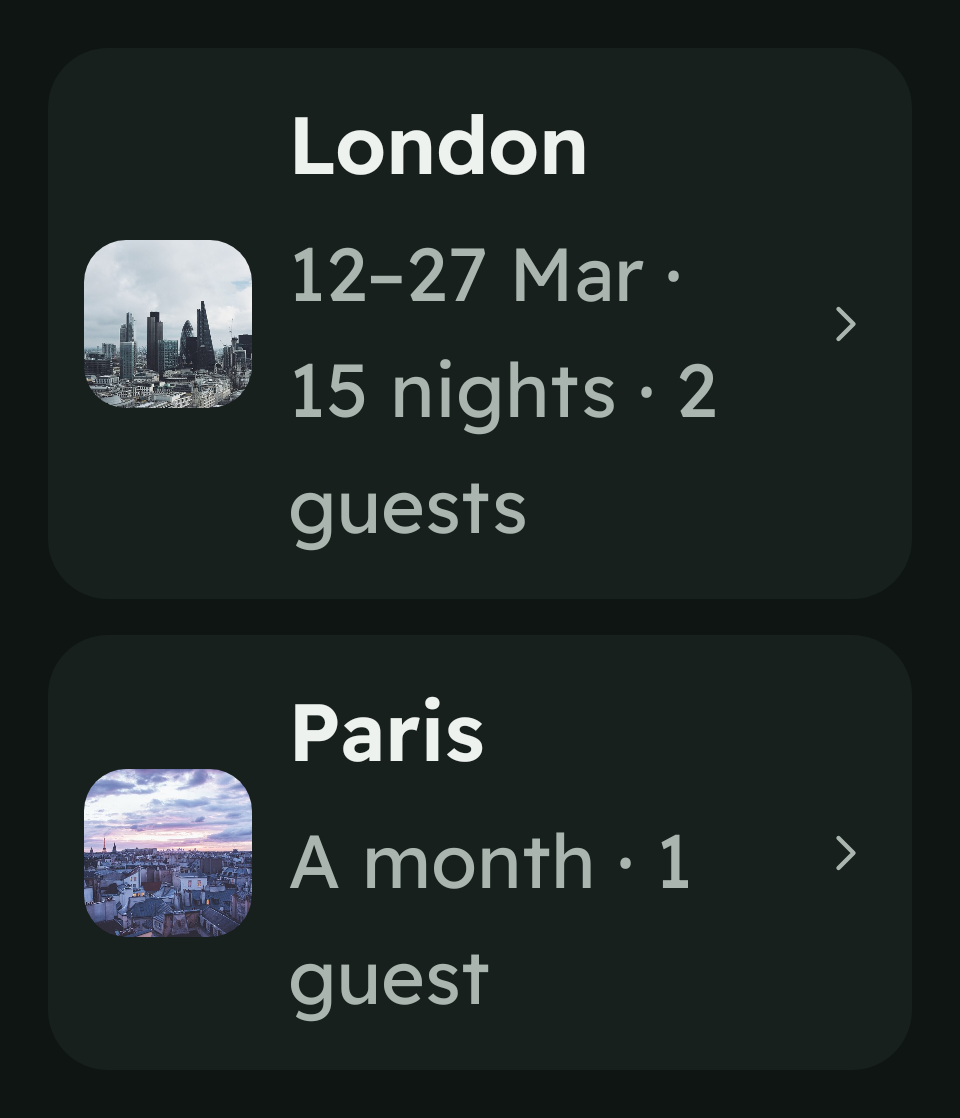 London
12–27 Mar ·
15 nights · 2
guests
Paris
A month · 1
guest